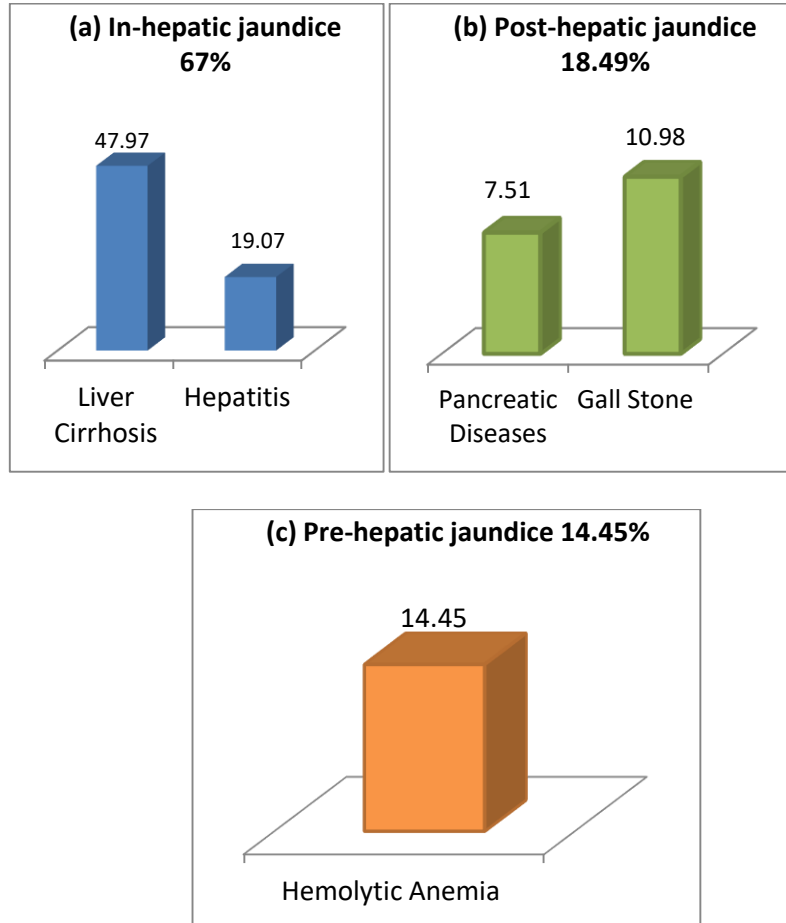 (a) In-hepatic jaundice
67%
47.97
19.07
Liver
Cirrhosis
Hepatitis
(b) Post-hepatic jaundice
18.49%
7.51
10.98
Pancreatic
Diseases
Gall Stone
(c) Pre-hepatic jaundice 14.45%
14.45
Hemolytic Anemia